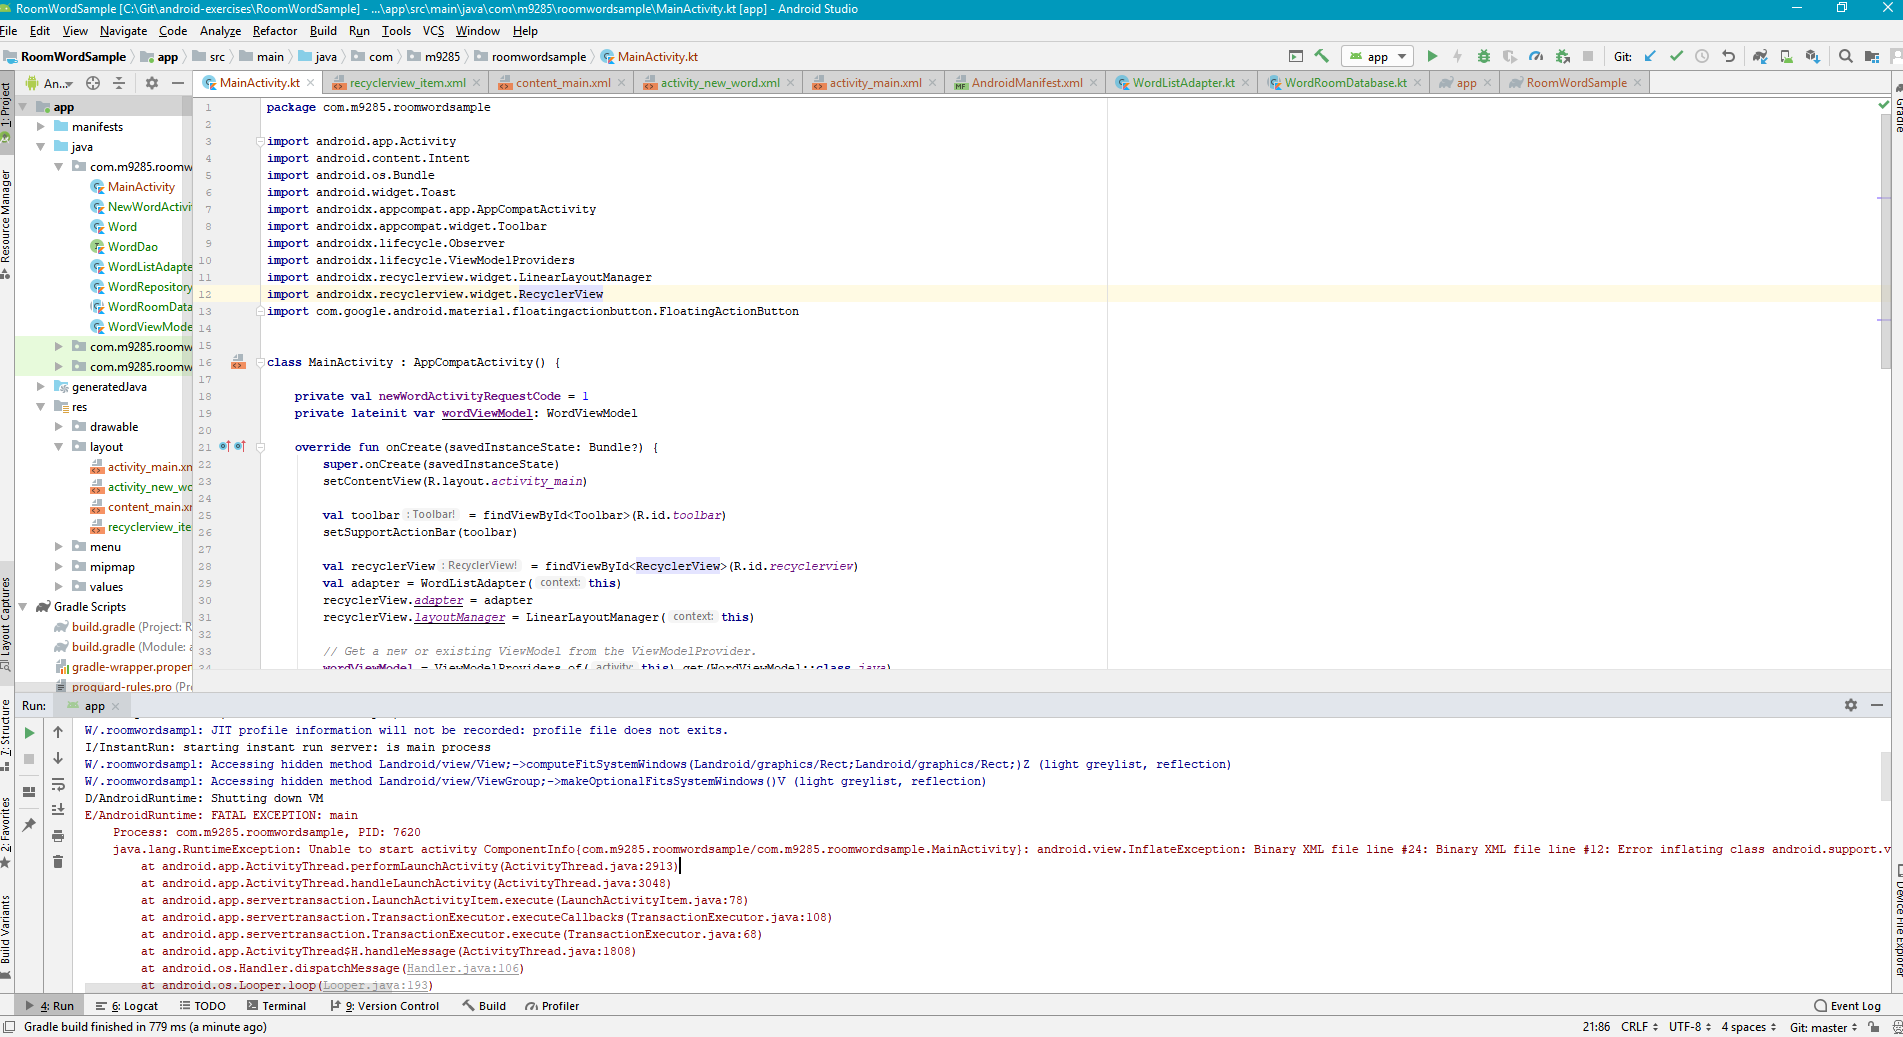 RoomWordSample [C:\Git\android-exercises\RoomWordSample] - ...\app\src\main\java\com\m9285\roomwordsample\MainActivity.kt [app] - Android Studio
File Edit View Navigate Code Analyze Refactor Build Run Tools VCS Window Help
RoomWordSample app src main java com m9285 roomwordsample MainActivity.kt app Git:
An... MainActivity.kt recyclerview_item.xml content_main.xml activity_new_word.xml activity_main.xml AndroidManifest.xml WordListAdapter.kt WordRoomDatabase.kt app RoomWordSample
1: Project
Resource Manager
Layout Captures
7: Structure
2: Favorites
Build Variants
app
manifests
java
com.m9285.roomw
MainActivity
NewWordActivi
Word
WordDao
WordListAdapte
WordRepository
WordRoomData
WordViewMode
com.m9285.roomw
com.m9285.roomw
generatedJava
res
drawable
layout
activity_main.xn
activity_new_wo
content_main.xr
recyclerview_ite
menu
mipmap
values
Gradle Scripts
build.gradle (Project: R
build.gradle (Module: a
gradle-wrapper.proper
proguard-rules.pro (Pr
1 package com.m9285.roomwordsample
2
3 import android.app.Activity
4 import android.content.Intent
5 import android.os.Bundle
6 import android.widget.Toast
7 import androidx.appcompat.app.AppCompatActivity
8 import androidx.appcompat.widget.Toolbar
9 import androidx.lifecycle.Observer
10 import androidx.lifecycle.ViewModelProviders
11 import androidx.recyclerview.widget.LinearLayoutManager
12 import androidx.recyclerview.widget.RecyclerView
13 import com.google.android.material.floatingactionbutton.FloatingActionButton
14
15
16 class MainActivity : AppCompatActivity() {
17
18 private val newWordActivityRequestCode = 1
19 private lateinit var wordViewModel: WordViewModel
20
21 override fun onCreate(savedInstanceState: Bundle?) {
22 super.onCreate(savedInstanceState)
23 setContentView(R.layout.activity_main)
24
25 val toolbar : Toolbar! = findViewById<Toolbar>(R.id.toolbar)
26 setSupportActionBar(toolbar)
27
28 val recyclerView : RecyclerView! = findViewById<RecyclerView>(R.id.recyclerview)
29 val adapter = WordListAdapter( context: this)
30 recyclerView.adapter = adapter
31 recyclerView.layoutManager = LinearLayoutManager( context: this)
32
33 // Get a new or existing ViewModel from the ViewModelProvider.
34 wordViewModel = ViewModelProviders.of( activity: this).get(WordViewModel::class.java)
Gradle
Device File Explorer
Run: app
W/.roomwordsampl: JIT profile information will not be recorded: profile file does not exits.
I/InstantRun: starting instant run server: is main process
W/.roomwordsampl: Accessing hidden method Landroid/view/View;->computeFitSystemWindows(Landroid/graphics/Rect;Landroid/graphics/Rect;)Z (light greylist, reflection)
W/.roomwordsampl: Accessing hidden method Landroid/view/ViewGroup;->makeOptionalFitsSystemWindows()V (light greylist, reflection)
D/AndroidRuntime: Shutting down VM
E/AndroidRuntime: FATAL EXCEPTION: main
Process: com.m9285.roomwordsample, PID: 7620
java.lang.RuntimeException: Unable to start activity ComponentInfo{com.m9285.roomwordsample/com.m9285.roomwordsample.MainActivity}: android.view.InflateException: Binary XML file line #24: Binary XML file line #12: Error inflating class android.support.v
at android.app.ActivityThread.performLaunchActivity(ActivityThread.java:2913)
at android.app.ActivityThread.handleLaunchActivity(ActivityThread.java:3048)
at android.app.servertransaction.LaunchActivityItem.execute(LaunchActivityItem.java:78)
at android.app.servertransaction.TransactionExecutor.executeCallbacks(TransactionExecutor.java:108)
at android.app.servertransaction.TransactionExecutor.execute(TransactionExecutor.java:68)
at android.app.ActivityThread$H.handleMessage(ActivityThread.java:1808)
at android.os.Handler.dispatchMessage(Handler.java:106)
at android.os.Looper.loop(Looper.java:193)
4: Run 6: Logcat TODO Terminal 9: Version Control Build Profiler Event Log
Gradle build finished in 779 ms (a minute ago) 21:86 CRLF UTF-8 4 spaces Git: master